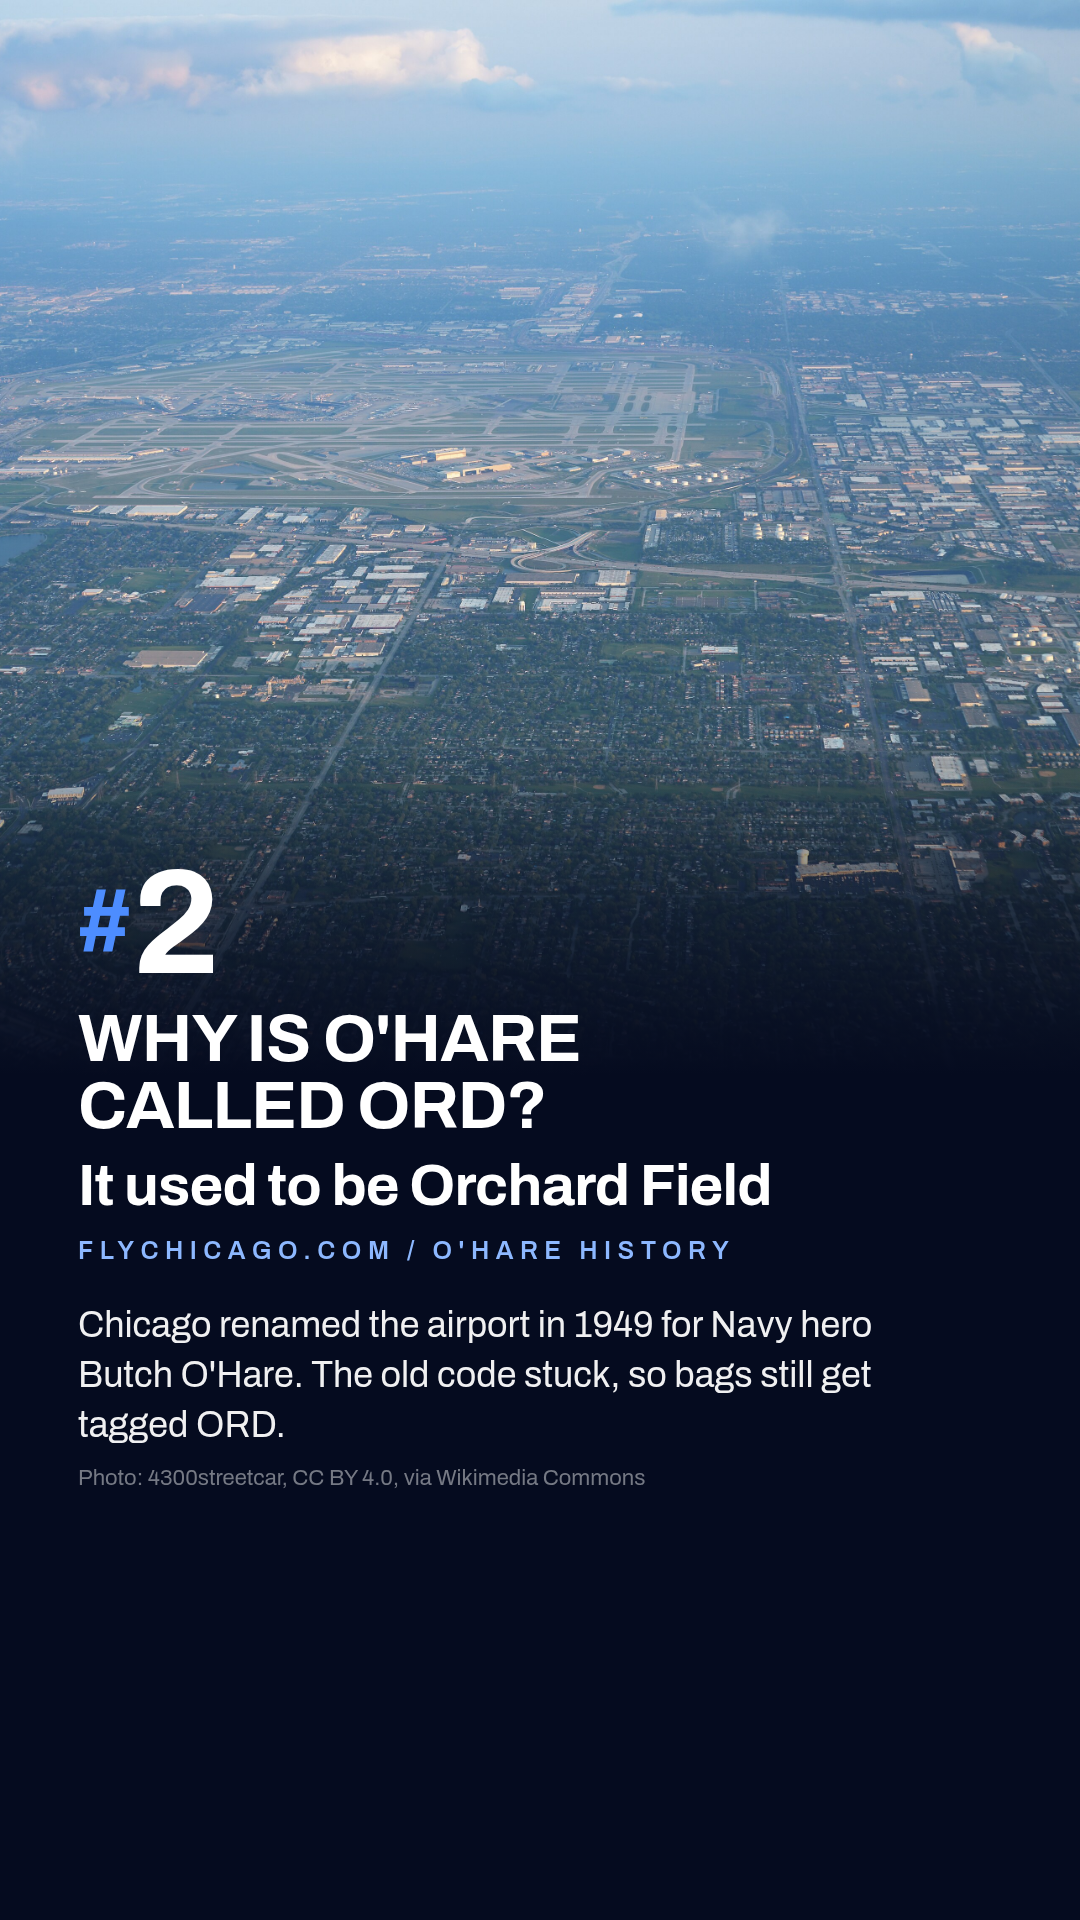 #2
WHY IS O'HARE
CALLED ORD?
It used to be Orchard Field
FLYCHICAGO.COM / O'HARE HISTORY
Chicago renamed the airport in 1949 for Navy hero
Butch O'Hare. The old code stuck, so bags still get
tagged ORD.
Photo: 4300streetcar, CC BY 4.0, via Wikimedia Commons